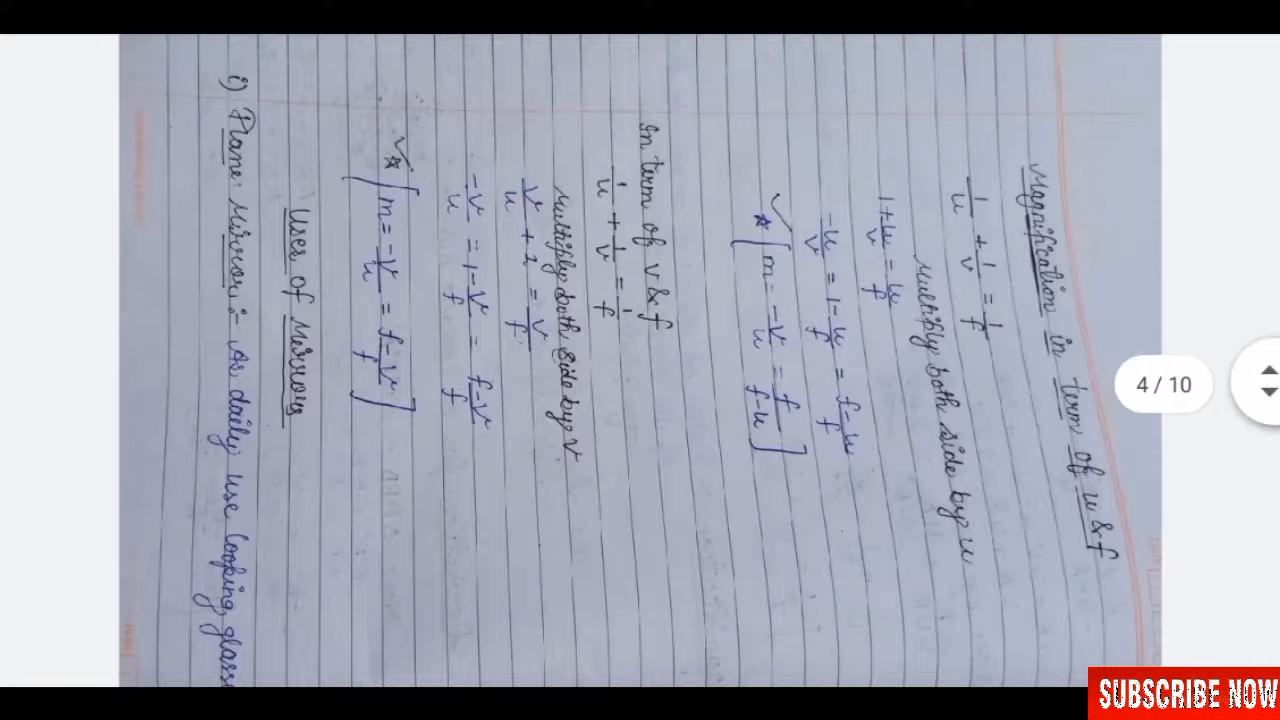 Magnification in term of u & f
1/u + 1/v = 1/f
Multiply both side by u
1 + u/v = u/f
-u/v = 1 - u/f = f-u/f
✓☆ [m = -v/u = f/f-u]
In term of v & f
1/u + 1/v = 1/f
Multiply both side by v
v/u + 1 = v/f
-v/u = 1 - v/f = f-v/f
✓☆ [m = -v/u = f-v/f]
Uses of Mirrors
i) Plane Mirror :- As daily use looping glass
4 / 10
SUBSCRIBE NOW